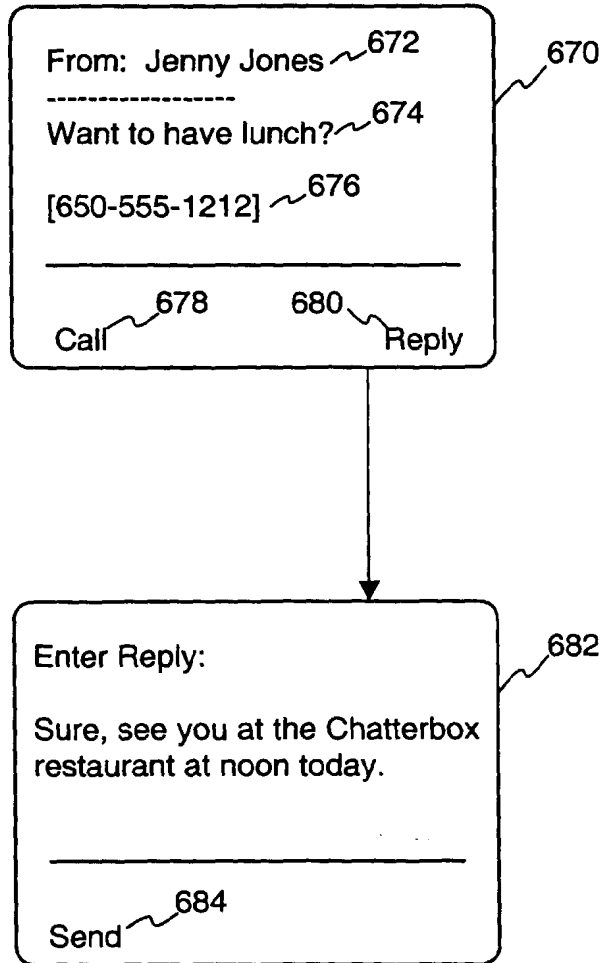 From: Jenny Jones 672
670
------------------
Want to have lunch? 674
[650-555-1212] 676
678 680
Call Reply
Enter Reply:
682
Sure, see you at the Chatterbox
restaurant at noon today.
684
Send